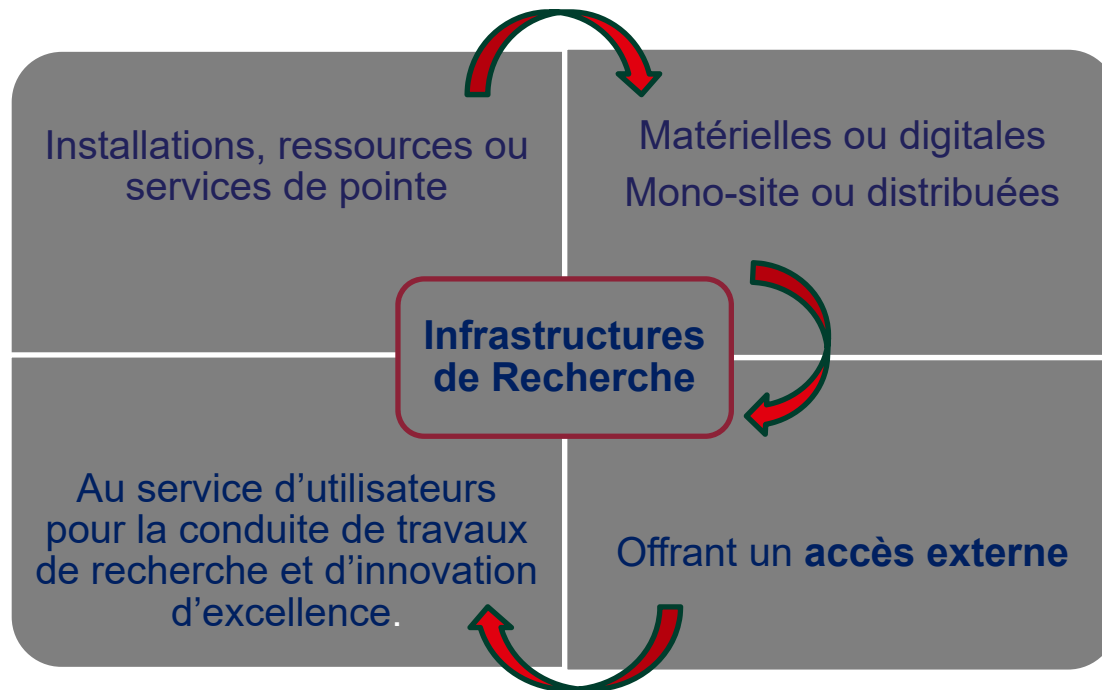 Installations, ressources ou
services de pointe
Matérielles ou digitales
Mono-site ou distribuées
Infrastructures
de Recherche
Au service d’utilisateurs
pour la conduite de travaux
de recherche et d’innovation
d’excellence.
Offrant un accès externe